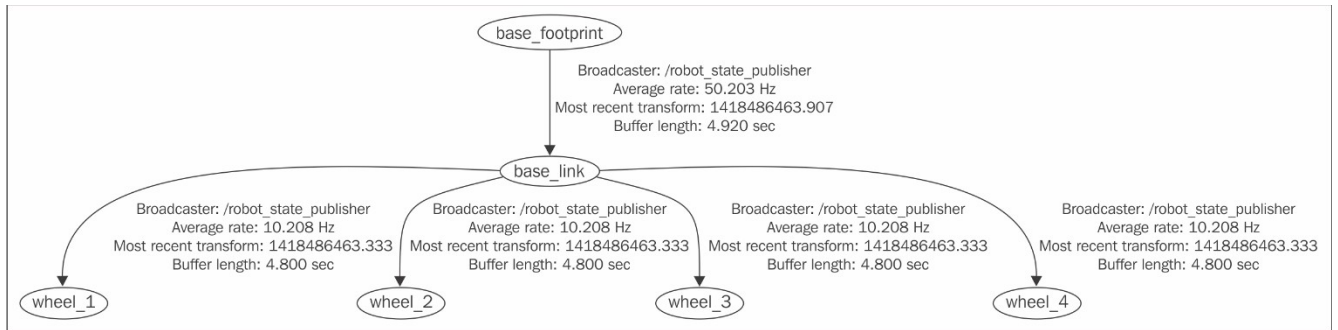 base_footprint
Broadcaster: /robot_state_publisher
Average rate: 50.203 Hz
Most recent transform: 1418486463.907
Buffer length: 4.920 sec
base_link
Broadcaster: /robot_state_publisher
Average rate: 10.208 Hz
Most recent transform: 1418486463.333
Buffer length: 4.800 sec
Broadcaster: /robot_state_publisher
Average rate: 10.208 Hz
Most recent transform: 1418486463.333
Buffer length: 4.800 sec
Broadcaster: /robot_state_publisher
Average rate: 10.208 Hz
Most recent transform: 1418486463.333
Buffer length: 4.800 sec
Broadcaster: /robot_state_publisher
Average rate: 10.208 Hz
Most recent transform: 1418486463.333
Buffer length: 4.800 sec
wheel_1
wheel_2
wheel_3
wheel_4